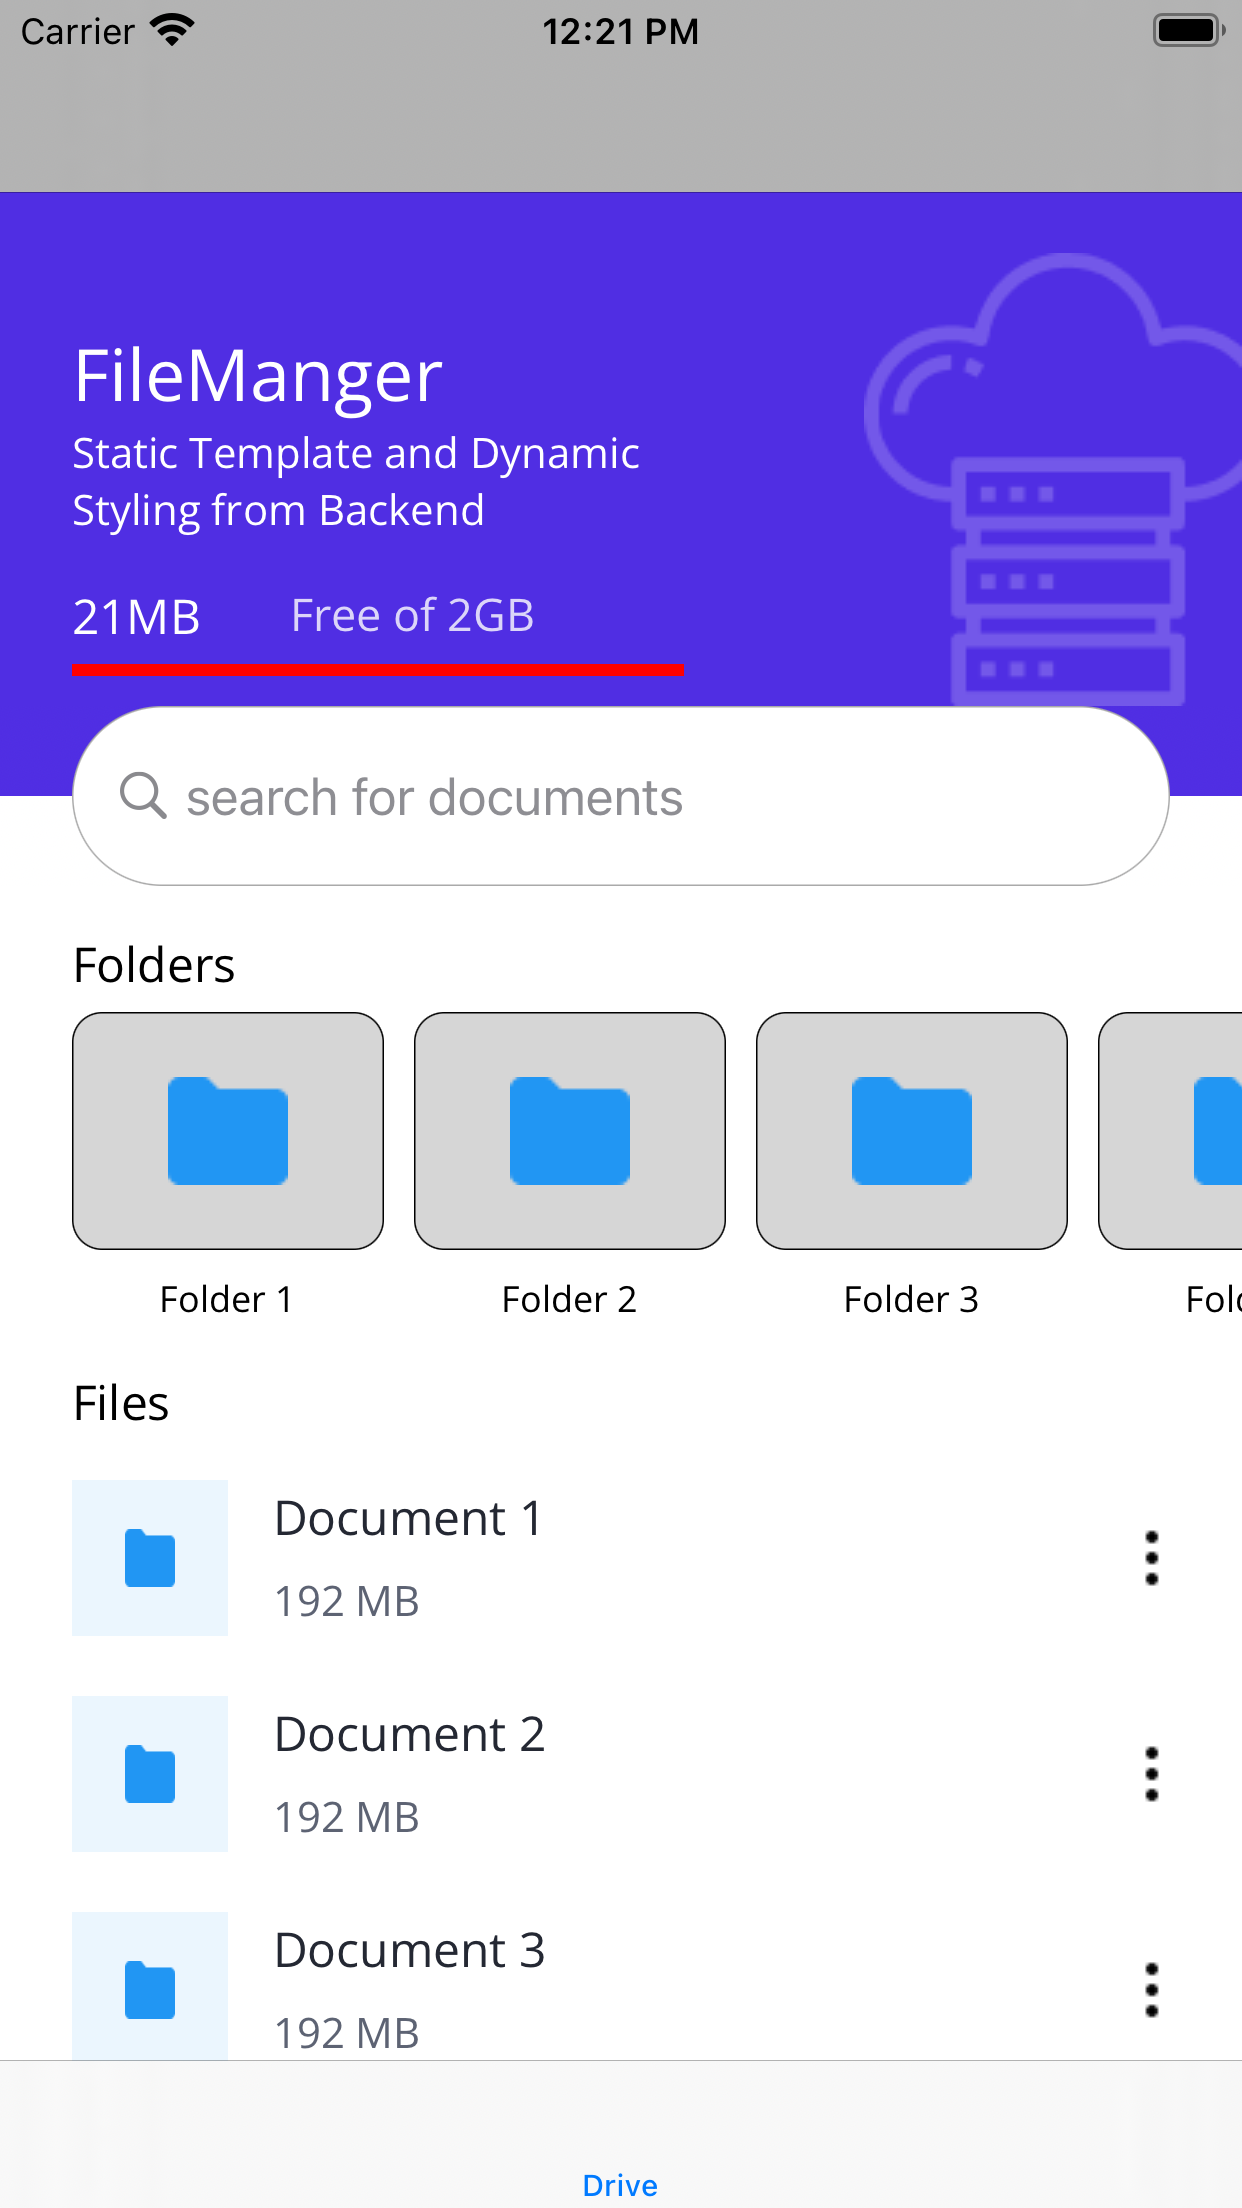 Carrier 12:21 PM
FileManger
Static Template and Dynamic
Styling from Backend
21MB Free of 2GB
search for documents
Folders
Folder 1 Folder 2 Folder 3 Fol
Files
Document 1
192 MB
Document 2
192 MB
Document 3
192 MB
Drive